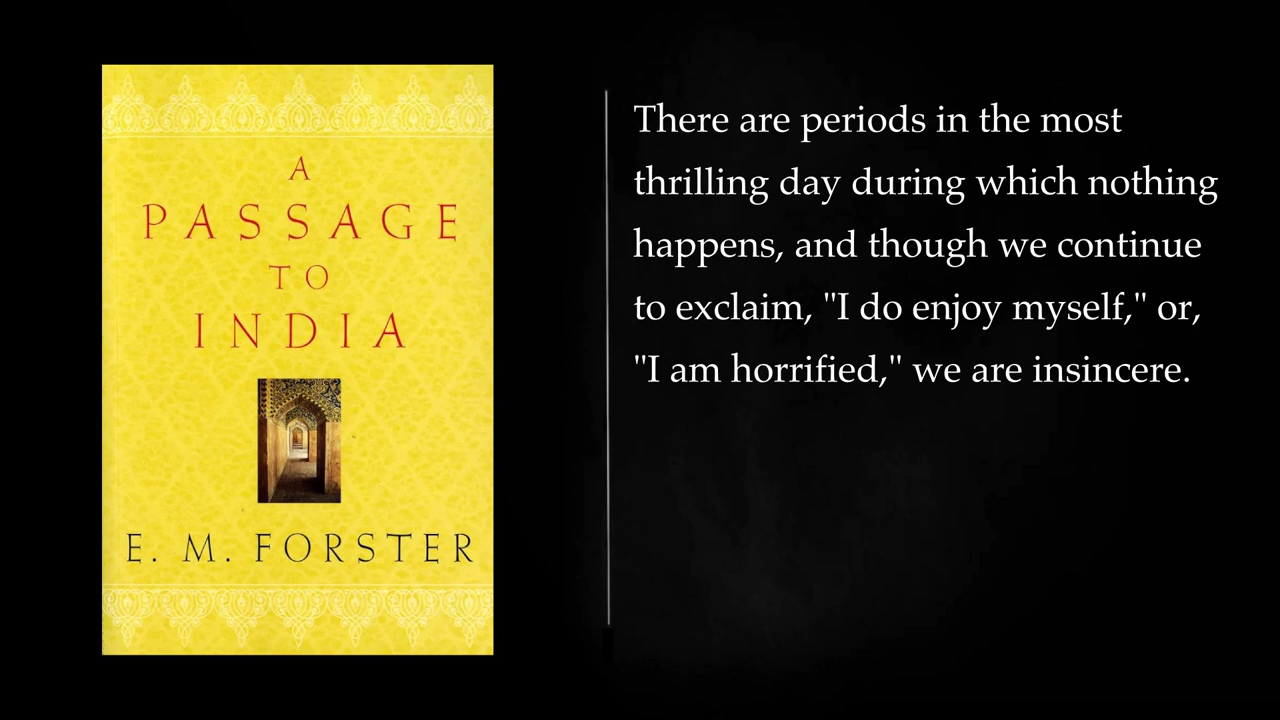 A
PASSAGE
TO
INDIA
E. M. FORSTER
There are periods in the most
thrilling day during which nothing
happens, and though we continue
to exclaim, "I do enjoy myself," or,
"I am horrified," we are insincere.